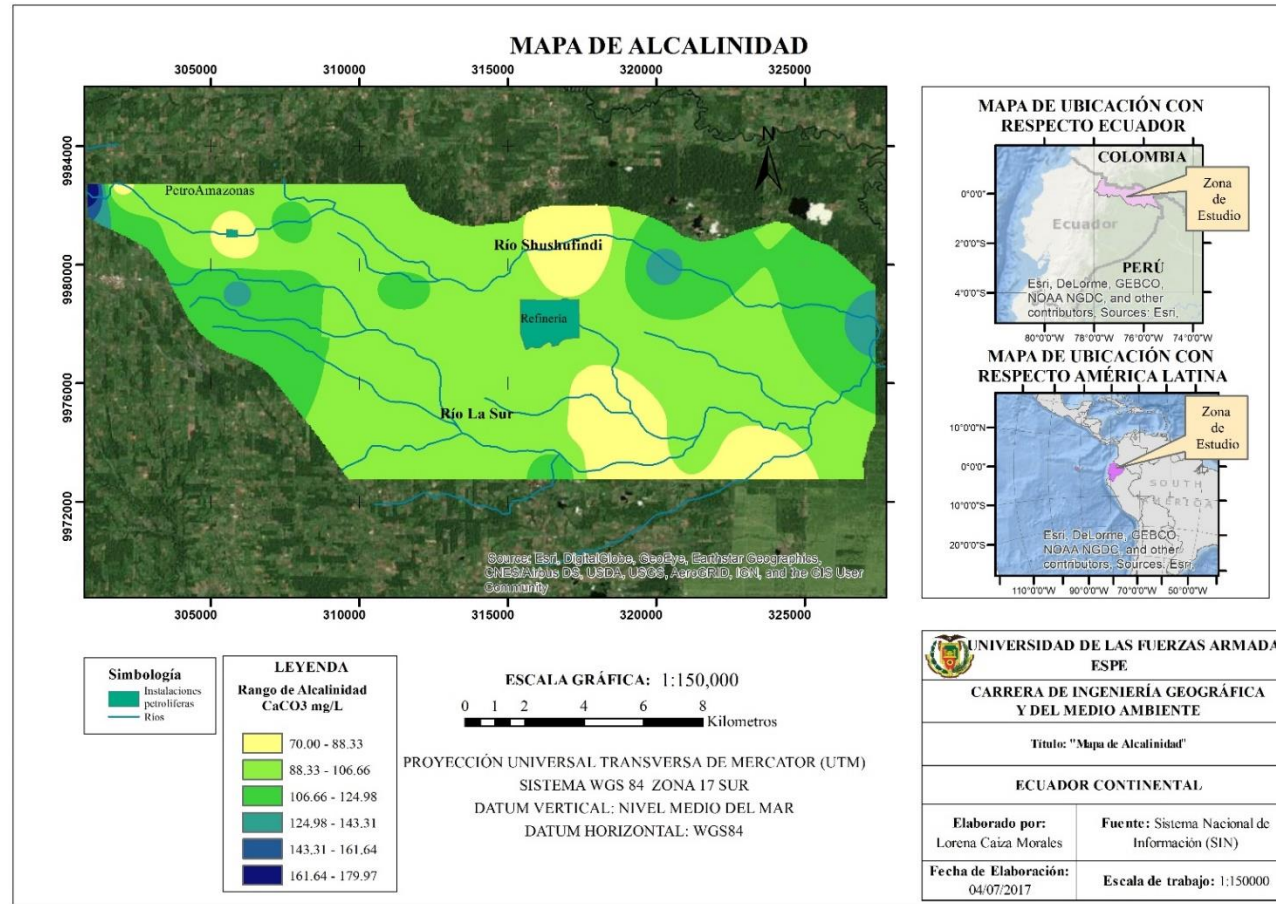 MAPA DE ALCALINIDAD
305000
310000
315000
320000
325000
9984000
9980000
9976000
9972000
PetroAmazonas
N
Río Shushufindi
Refineria
Río La Sur
Source: Esri, DigitalGlobe, GeoEye, Earthstar Geographics,
CNES/Airbus DS, USDA, USGS, AeroGRID, IGN, and the GIS User
Community
305000
310000
315000
320000
325000
MAPA DE UBICACIÓN CON
RESPECTO ECUADOR
COLOMBIA
Zona
de
Estudio
Ecuador
PERÚ
Esri, DeLorme, GEBCO,
NOAA NGDC, and other
contributors, Sources: Esri,
0°0'0"
2°0'0"S
4°0'0"S
80°0'0"W
78°0'0"W
76°0'0"W
74°0'0"W
MAPA DE UBICACIÓN CON
RESPECTO AMÉRICA LATINA
Zona
de
Estudio
SOUTH
AMERICA
Esri, DeLorme, GEBCO,
NOAA NGDC, and other
contributors, Sources: Esri,
10°0'0"N
0°0'0"
10°0'0"S
20°0'0"S
110°0'0"W
90°0'0"W
70°0'0"W
50°0'0"W
Simbología
Instalaciones
petrolíferas
Ríos
LEYENDA
Rango de Alcalinidad
CaCO3 mg/L
70.00 - 88.33
88.33 - 106.66
106.66 - 124.98
124.98 - 143.31
143.31 - 161.64
161.64 - 179.97
ESCALA GRÁFICA: 1:150,000
0 1 2 4 6 8
Kilometros
PROYECCIÓN UNIVERSAL TRANSVERSA DE MERCATOR (UTM)
SISTEMA WGS 84 ZONA 17 SUR
DATUM VERTICAL: NIVEL MEDIO DEL MAR
DATUM HORIZONTAL: WGS84
UNIVERSIDAD DE LAS FUERZAS ARMADA
ESPE
CARRERA DE INGENIERÍA GEOGRÁFICA
Y DEL MEDIO AMBIENTE
Título: "Mapa de Alcalinidad"
ECUADOR CONTINENTAL
Elaborado por:
Lorena Caiza Morales
Fuente: Sistema Nacional de
Información (SIN)
Fecha de Elaboración:
04/07/2017
Escala de trabajo: 1:150000